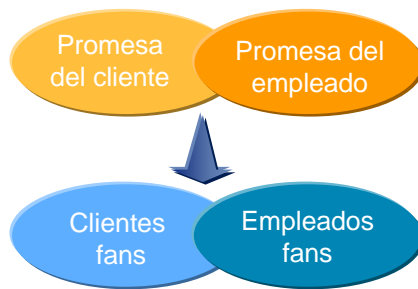 Promesa
del cliente
Promesa del
empleado
Clientes
fans
Empleados
fans